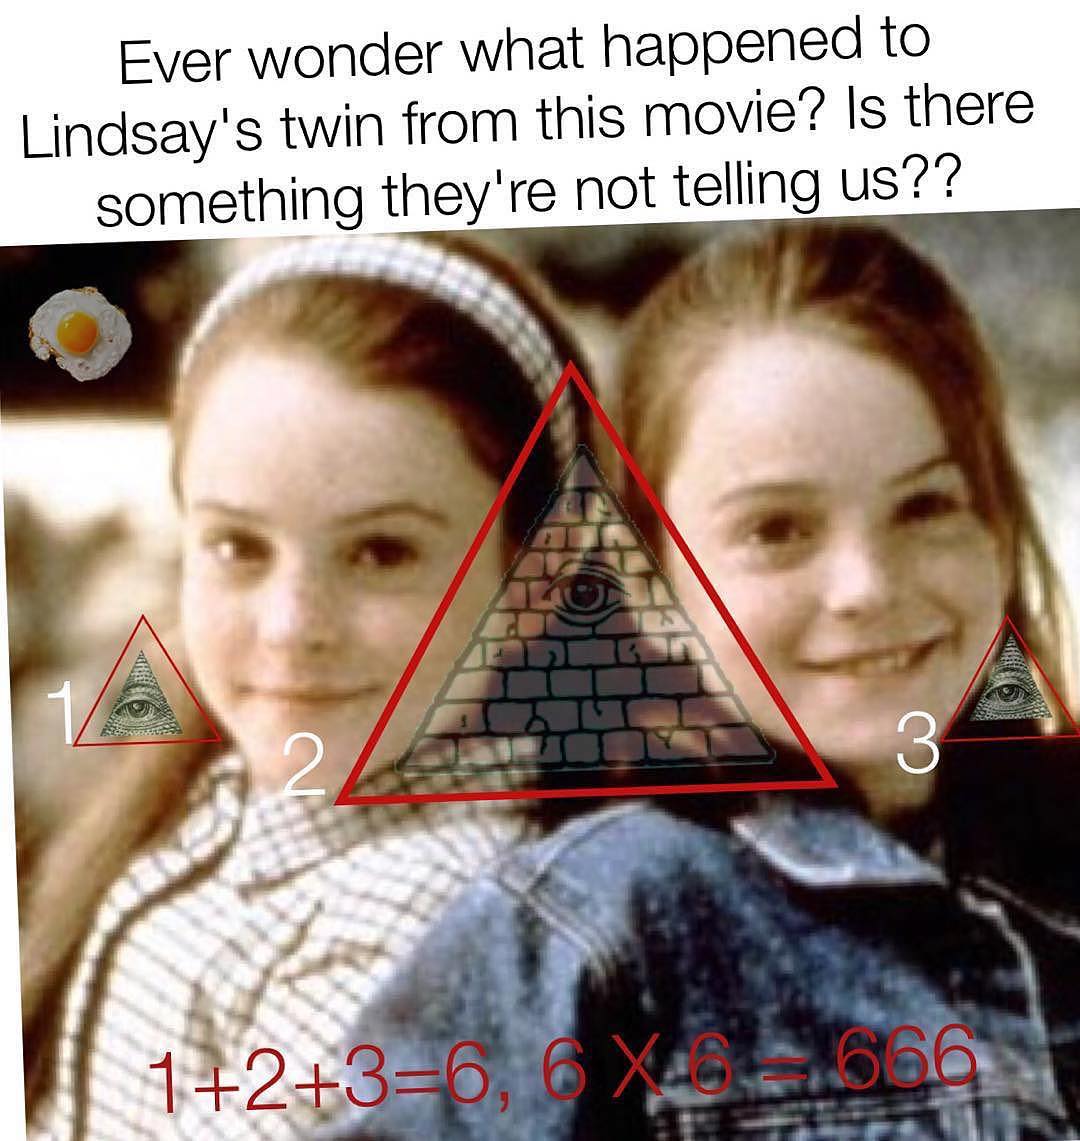 Ever wonder what happened to
Lindsay's twin from this movie? Is there
something they're not telling us??
1
2
3
1+2+3=6, 6 X 6 = 666